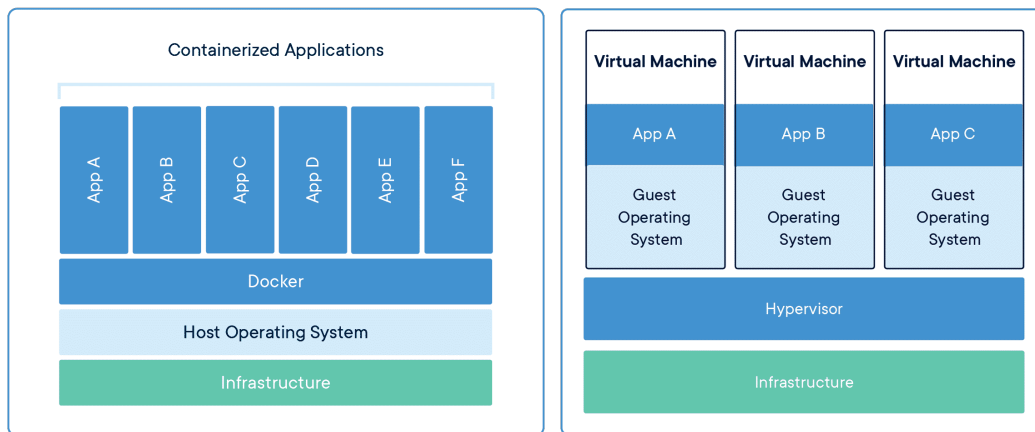 Containerized Applications
App A
App B
App C
App D
App E
App F
Docker
Host Operating System
Infrastructure
Virtual Machine
App A
Guest
Operating
System
Virtual Machine
App B
Guest
Operating
System
Virtual Machine
App C
Guest
Operating
System
Hypervisor
Infrastructure